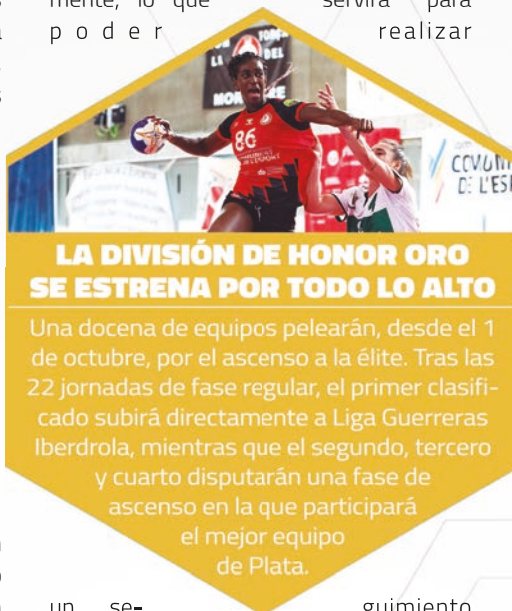 mente, lo que servirá para
poder realizar
86
LA DIVISIÓN DE HONOR ORO
SE ESTRENA POR TODO LO ALTO
Una docena de equipos pelearán, desde el 1
de octubre, por el ascenso a la élite. Tras las
22 jornadas de fase regular, el primer clasifi-
cado subirá directamente a Liga Guerreras
Iberdrola, mientras que el segundo, tercero
y cuarto disputarán una fase de
ascenso en la que participará
el mejor equipo
de Plata.
un se- guimiento